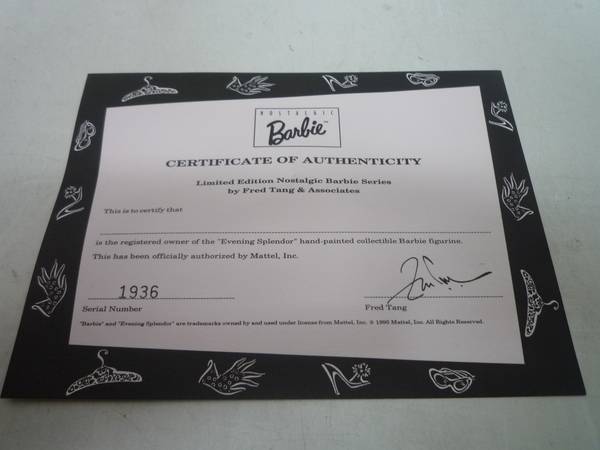 NOSTALGIC
Barbie™
CERTIFICATE OF AUTHENTICITY
Limited Edition Nostalgic Barbie Series
by Fred Tang & Associates
This is to certify that
is the registered owner of the "Evening Splendor" hand-painted collectible Barbie figurine.
This has been officially authorized by Mattel, Inc.
1936
Serial Number
Fred Tang
"Barbie" and "Evening Splendor" are trademarks owned by and used under license from Mattel, Inc. © 1995 Mattel, Inc. All Rights Reserved.